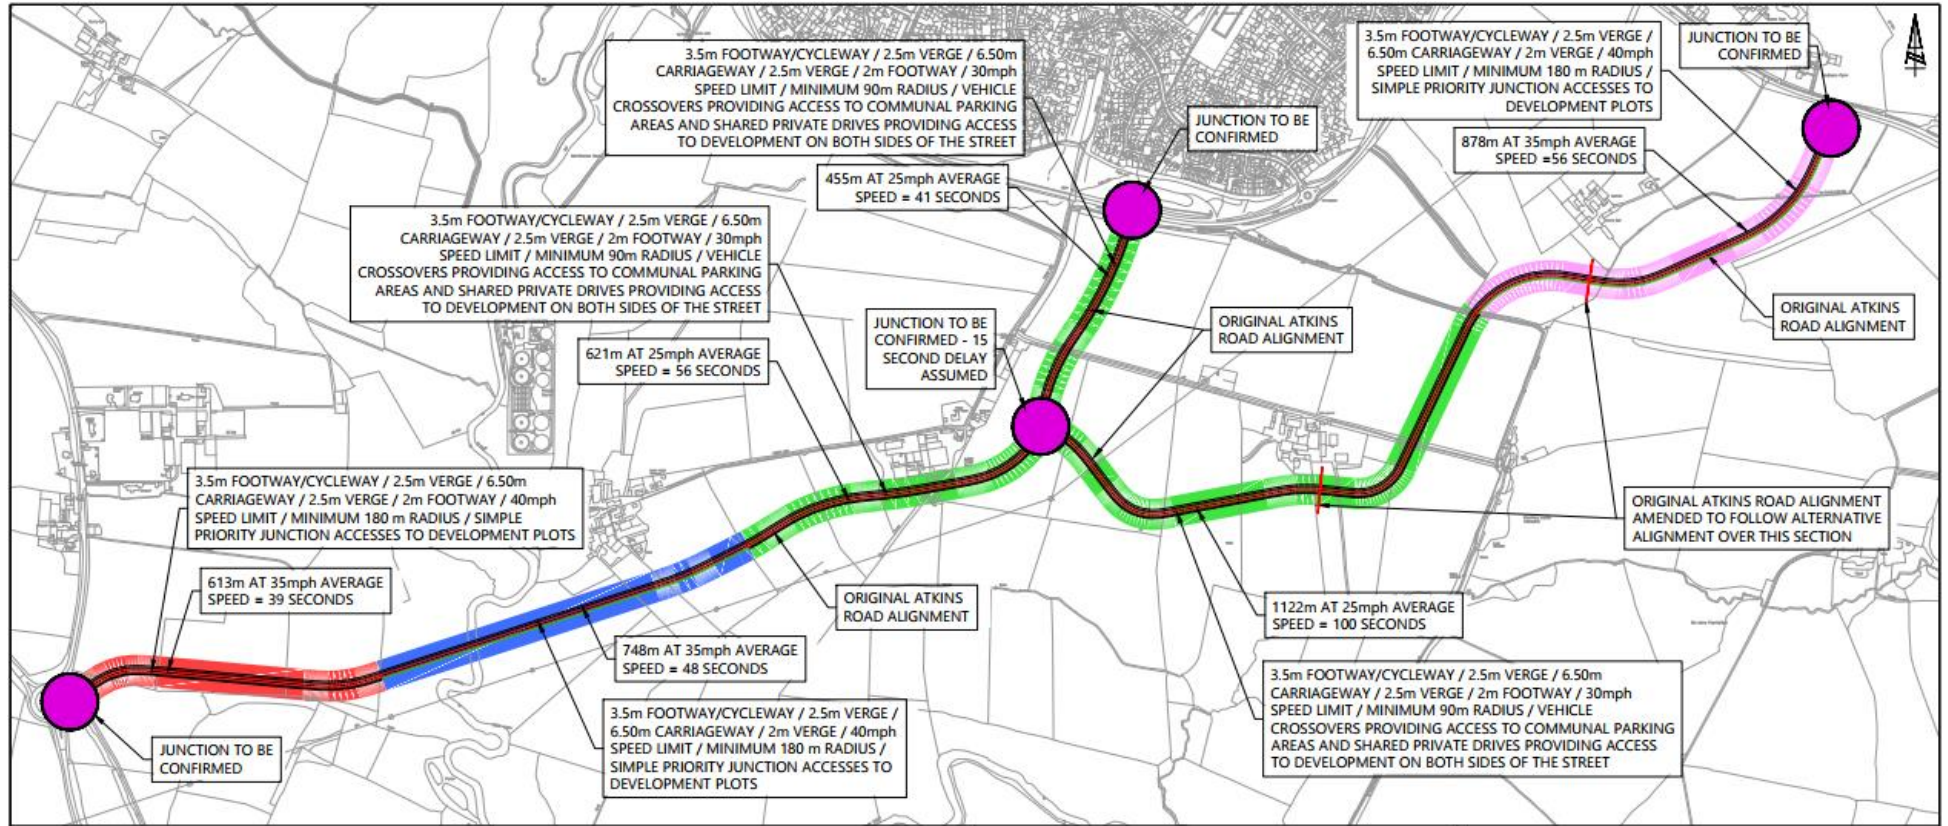 3.5m FOOTWAY/CYCLEWAY / 2.5m VERGE / 6.50m
CARRIAGEWAY / 2.5m VERGE / 2m FOOTWAY / 30mph
SPEED LIMIT / MINIMUM 90m RADIUS / VEHICLE
CROSSOVERS PROVIDING ACCESS TO COMMUNAL PARKING
AREAS AND SHARED PRIVATE DRIVES PROVIDING ACCESS
TO DEVELOPMENT ON BOTH SIDES OF THE STREET
3.5m FOOTWAY/CYCLEWAY / 2.5m VERGE /
6.50m CARRIAGEWAY / 2m VERGE / 40mph
SPEED LIMIT / MINIMUM 180 m RADIUS /
SIMPLE PRIORITY JUNCTION ACCESSES TO
DEVELOPMENT PLOTS
JUNCTION TO BE
CONFIRMED
N
JUNCTION TO BE
CONFIRMED
878m AT 35mph AVERAGE
SPEED =56 SECONDS
455m AT 25mph AVERAGE
SPEED = 41 SECONDS
3.5m FOOTWAY/CYCLEWAY / 2.5m VERGE / 6.50m
CARRIAGEWAY / 2.5m VERGE / 2m FOOTWAY / 30mph
SPEED LIMIT / MINIMUM 90m RADIUS / VEHICLE
CROSSOVERS PROVIDING ACCESS TO COMMUNAL PARKING
AREAS AND SHARED PRIVATE DRIVES PROVIDING ACCESS
TO DEVELOPMENT ON BOTH SIDES OF THE STREET
JUNCTION TO BE
CONFIRMED - 15
SECOND DELAY
ASSUMED
ORIGINAL ATKINS
ROAD ALIGNMENT
ORIGINAL ATKINS
ROAD ALIGNMENT
621m AT 25mph AVERAGE
SPEED = 56 SECONDS
3.5m FOOTWAY/CYCLEWAY / 2.5m VERGE / 6.50m
CARRIAGEWAY / 2.5m VERGE / 2m FOOTWAY / 40mph
SPEED LIMIT / MINIMUM 180 m RADIUS / SIMPLE
PRIORITY JUNCTION ACCESSES TO DEVELOPMENT PLOTS
ORIGINAL ATKINS ROAD ALIGNMENT
AMENDED TO FOLLOW ALTERNATIVE
ALIGNMENT OVER THIS SECTION
613m AT 35mph AVERAGE
SPEED = 39 SECONDS
ORIGINAL ATKINS
ROAD ALIGNMENT
1122m AT 25mph AVERAGE
SPEED = 100 SECONDS
748m AT 35mph AVERAGE
SPEED = 48 SECONDS
3.5m FOOTWAY/CYCLEWAY / 2.5m VERGE / 6.50m
CARRIAGEWAY / 2.5m VERGE / 2m FOOTWAY / 30mph
SPEED LIMIT / MINIMUM 90m RADIUS / VEHICLE
CROSSOVERS PROVIDING ACCESS TO COMMUNAL PARKING
AREAS AND SHARED PRIVATE DRIVES PROVIDING ACCESS
TO DEVELOPMENT ON BOTH SIDES OF THE STREET
3.5m FOOTWAY/CYCLEWAY / 2.5m VERGE /
6.50m CARRIAGEWAY / 2m VERGE / 40mph
SPEED LIMIT / MINIMUM 180 m RADIUS /
SIMPLE PRIORITY JUNCTION ACCESSES TO
DEVELOPMENT PLOTS
JUNCTION TO BE
CONFIRMED